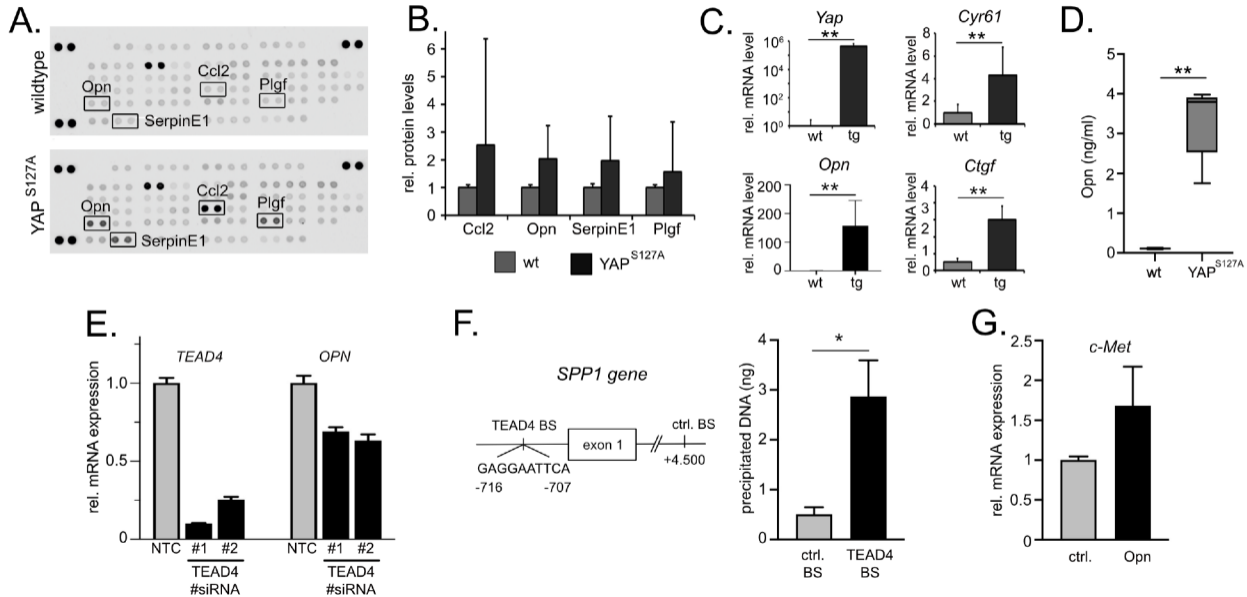 A.
wildtype
Opn
Ccl2
Plgf
SerpinE1
YAP S127A
Opn
Ccl2
Plgf
SerpinE1
B.
rel. protein levels
6
5
4
3
2
1
0
Ccl2 Opn SerpinE1 Plgf
wt YAP S127A
C.
Yap
**
rel. mRNA level
10^6
10^4
10^2
10^0
wt tg
Cyr61
**
rel. mRNA level
8
6
4
2
0
wt tg
Opn
**
rel. mRNA level
200
100
0
wt tg
Ctgf
**
rel. mRNA level
4
3
2
1
0
wt tg
D.
**
Opn (ng/ml)
5
4
3
2
1
0
wt YAP S127A
E.
TEAD4 OPN
rel. mRNA expression
1.0
0.5
0
NTC #1 #2 NTC #1 #2
TEAD4 TEAD4
#siRNA #siRNA
F.
SPP1 gene
TEAD4 BS
exon 1
ctrl. BS
+4.500
GAGGAATTCA
-716 -707
*
precipitated DNA (ng)
4
3
2
1
0
ctrl. TEAD4
BS BS
G.
c-Met
rel. mRNA expression
2.5
2
1.5
1
0.5
0
ctrl. Opn